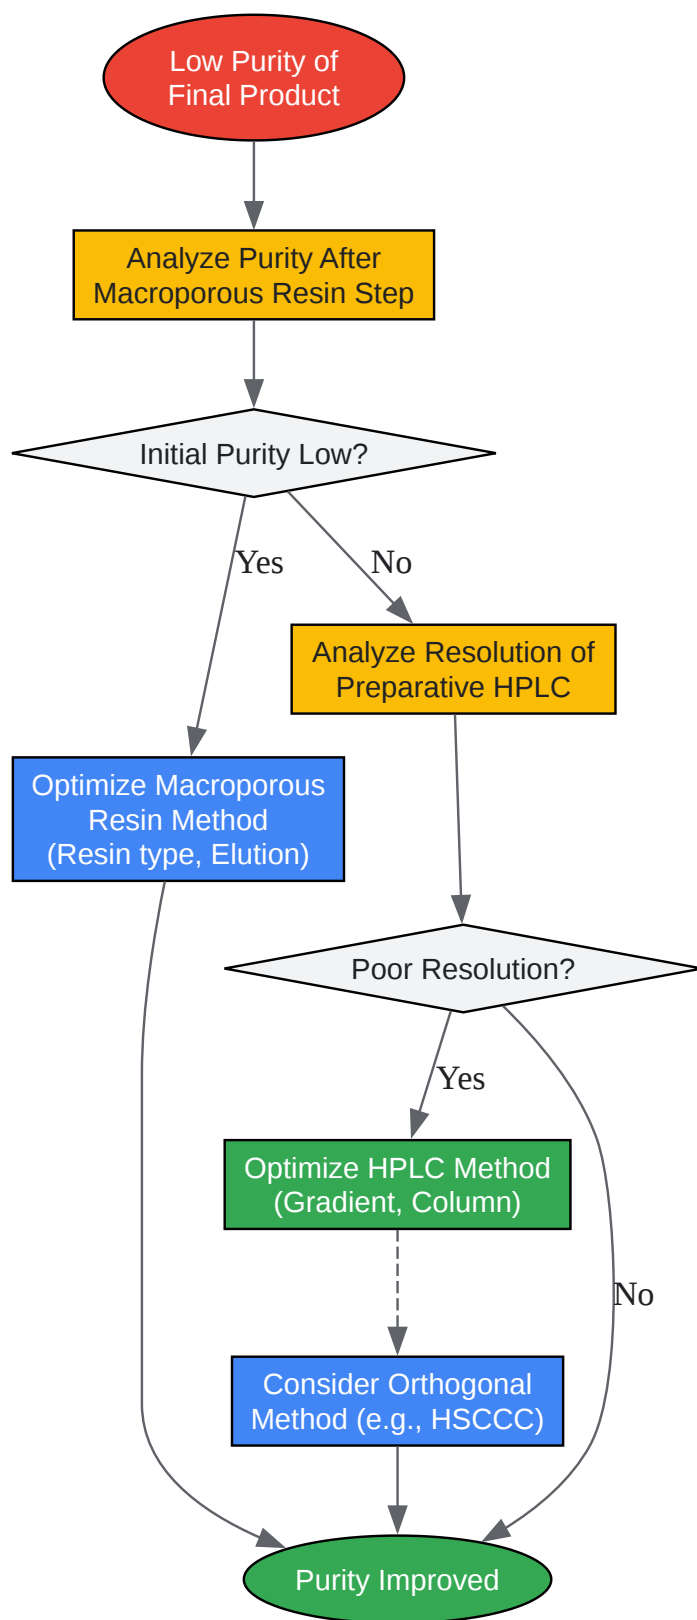 Low Purity of
Final Product
Analyze Purity After
Macroporous Resin Step
Initial Purity Low?
Yes
No
Analyze Resolution of
Preparative HPLC
Optimize Macroporous
Resin Method
(Resin type, Elution)
Poor Resolution?
Yes
Optimize HPLC Method
(Gradient, Column)
No
Consider Orthogonal
Method (e.g., HSCCC)
Purity Improved